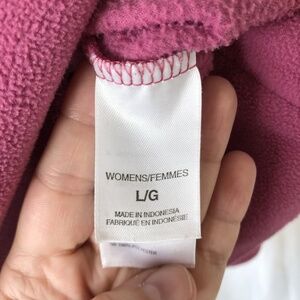 WOMENS/FEMMES
L/G
MADE IN INDONESIA
FABRIQUÉ EN INDONÉSIE